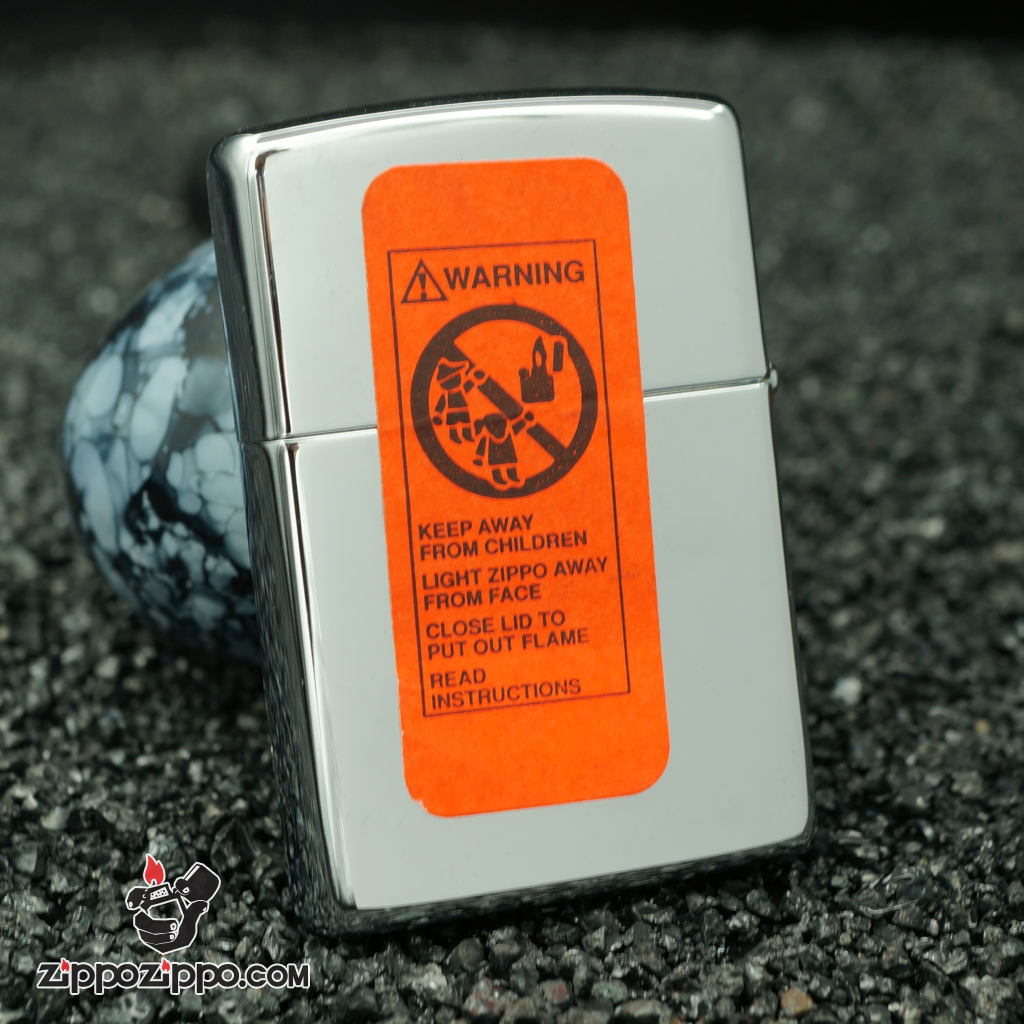 WARNING
KEEP AWAY
FROM CHILDREN
LIGHT ZIPPO AWAY
FROM FACE
CLOSE LID TO
PUT OUT FLAME
READ
INSTRUCTIONS
ZippoZippo.com